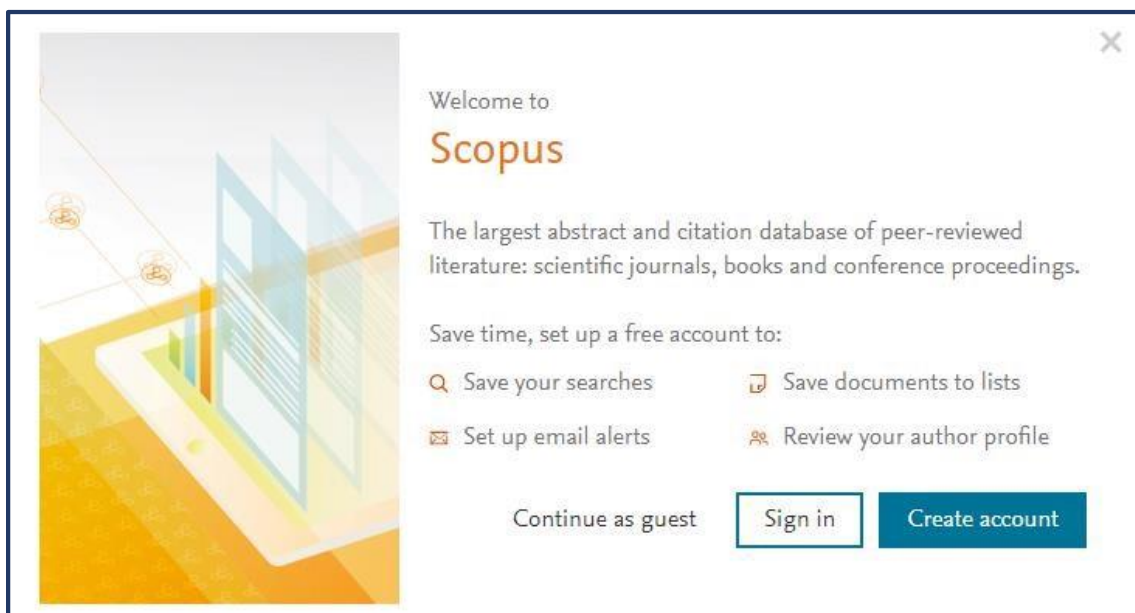 Welcome to
Scopus
The largest abstract and citation database of peer-reviewed
literature: scientific journals, books and conference proceedings.
Save time, set up a free account to:
Save your searches
Save documents to lists
Set up email alerts
Review your author profile
Continue as guest
Sign in
Create account